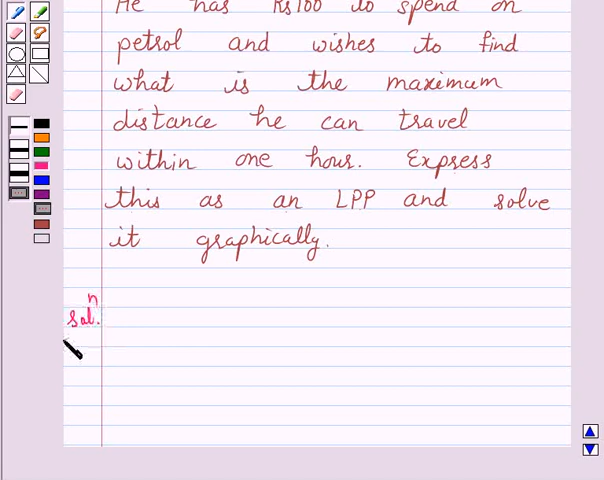 He has Rs100 to spend on
petrol and wishes to find
what is the maximum
distance he can travel
within one hour. Express
this as an LPP and solve
it graphically.
Solⁿ.